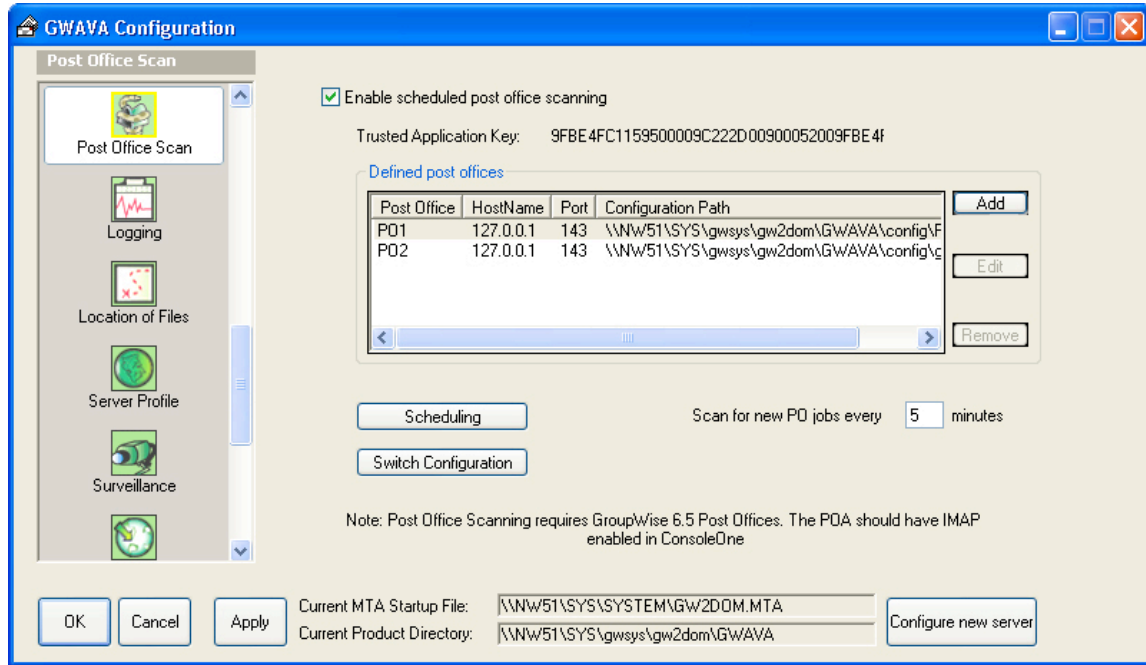 GWAVA Configuration
Post Office Scan
Post Office Scan
Logging
Location of Files
Server Profile
Surveillance
Enable scheduled post office scanning
Trusted Application Key: 9FBE4FC1159500009C222D00900052009FBE4F
Defined post offices
Post Office HostName Port Configuration Path
PO1 127.0.0.1 143 \\NW51\SYS\gwsys\gw2dom\GWAVA\config\F
PO2 127.0.0.1 143 \\NW51\SYS\gwsys\gw2dom\GWAVA\config\g
Add
Edit
Remove
Scheduling
Scan for new PO jobs every 5 minutes
Switch Configuration
Note: Post Office Scanning requires GroupWise 6.5 Post Offices. The POA should have IMAP
enabled in ConsoleOne
OK
Cancel
Apply
Current MTA Startup File: \\NW51\SYS\SYSTEM\GW2DOM.MTA
Current Product Directory: \\NW51\SYS\gwsys\gw2dom\GWAVA
Configure new server